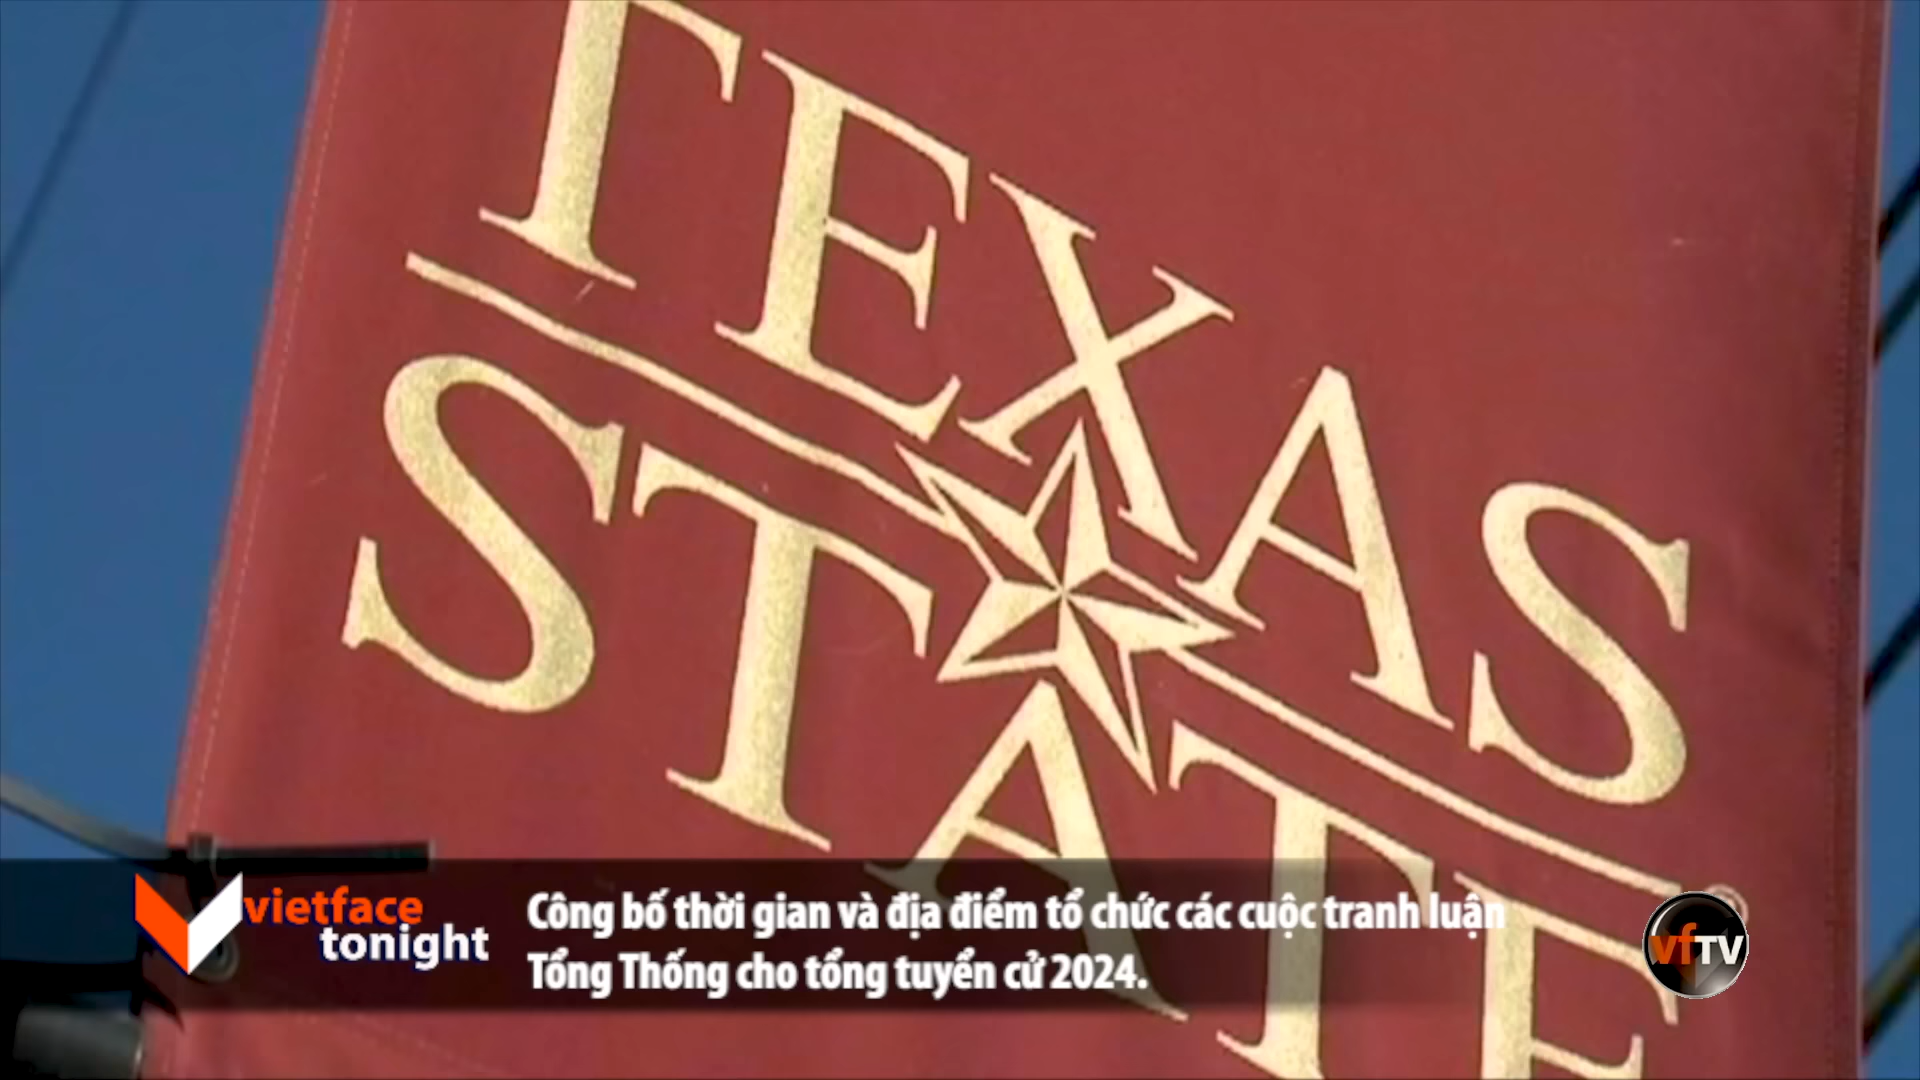 TEXAS
STATE
®
vietface
tonight
Công bố thời gian và địa điểm tổ chức các cuộc tranh luận
Tổng Thống cho tổng tuyển cử 2024.
vfTV